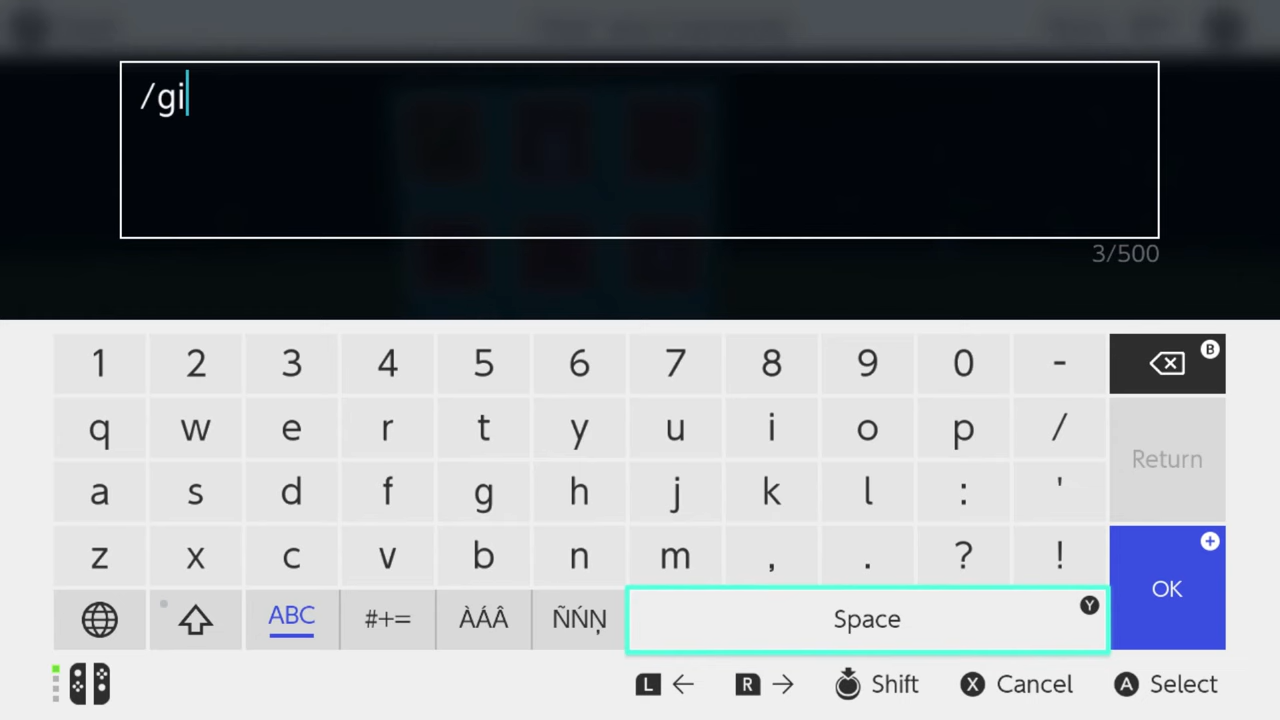 /gi
3/500
1 2 3 4 5 6 7 8 9 0 - B
q w e r t y u i o p /
Return
a s d f g h j k l : '
z x c v b n m , . ? ! +
OK
ABC #+= ÀÁÂ ÑŃŅ Space Y
L ← R → Shift X Cancel A Select